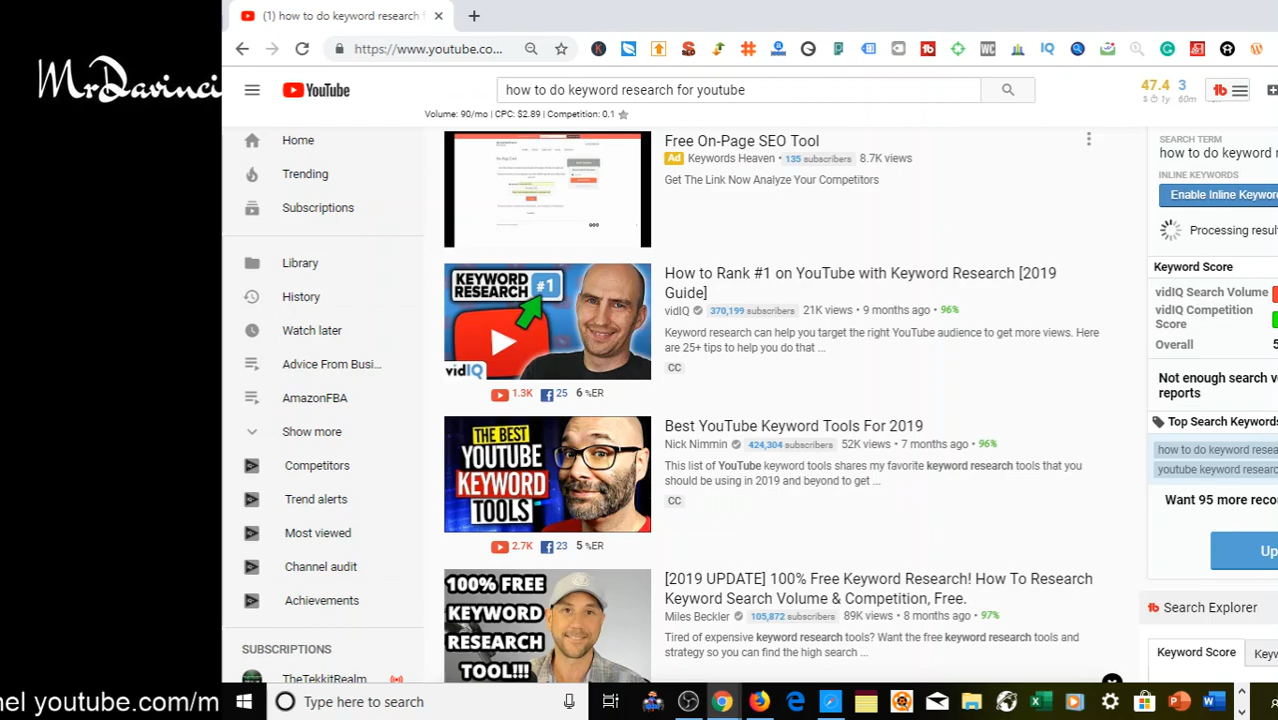 (1) how to do keyword research f
MrDavinci
https://www.youtube.co...
YouTube
how to do keyword research for youtube
47.4 3
$ 1y 60m
Volume: 90/mo | CPC: $2.89 | Competition: 0.1
Home
Trending
Subscriptions
Library
History
Watch later
Advice From Busi...
AmazonFBA
Show more
Competitors
Trend alerts
Most viewed
Channel audit
Achievements
SUBSCRIPTIONS
TheTekkitRealm
Free On-Page SEO Tool
Ad Keywords Heaven • 135 subscribers • 8.7K views
Get The Link Now Analyze Your Competitors
KEYWORD
RESEARCH #1
vidIQ
How to Rank #1 on YouTube with Keyword Research [2019
Guide]
vidIQ 370,199 subscribers 21K views • 9 months ago • 96%
Keyword research can help you target the right YouTube audience to get more views. Here
are 25+ tips to help you do that ...
CC
1.3K 25 6 %ER
THE BEST
YOUTUBE
KEYWORD
TOOLS
Best YouTube Keyword Tools For 2019
Nick Nimmin 424,304 subscribers 52K views • 7 months ago • 96%
This list of YouTube keyword tools shares my favorite keyword research tools that you
should be using in 2019 and beyond to get ...
CC
2.7K 23 5 %ER
100% FREE
KEYWORD
RESEARCH
TOOL!!!
[2019 UPDATE] 100% Free Keyword Research! How To Research
Keyword Search Volume & Competition, Free.
Miles Beckler 105,872 subscribers 89K views • 8 months ago • 97%
Tired of expensive keyword research tools? Want the free keyword research tools and
strategy so you can find the high search ...
SEARCH TERM
how to do keyword r
INLINE KEYWORDS
Enable Inline Keywor
Processing resul
Keyword Score
vidIQ Search Volume
vidIQ Competition
Score
Overall 5
Not enough search v
reports
Top Search Keywords
how to do keyword resea
youtube keyword researc
Want 95 more reco
Up
Search Explorer
Keyword Score Keyw
nel youtube.com/m
Type here to search